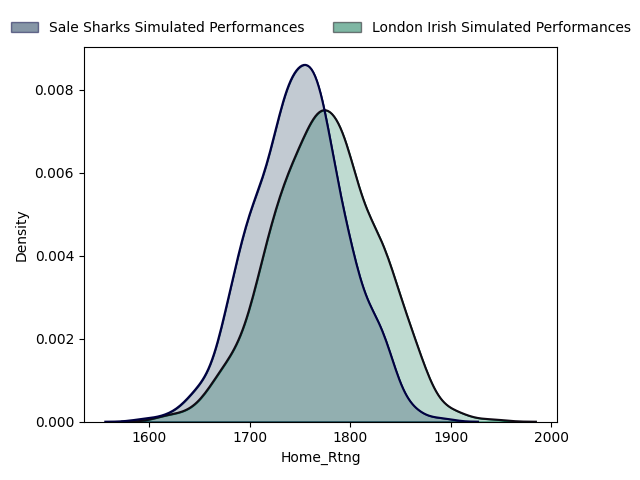 Sale Sharks Simulated Performances London Irish Simulated Performances
0.008
0.006
0.004
0.002
0.000
Density
1600 1700 1800 1900 2000
Home_Rtng